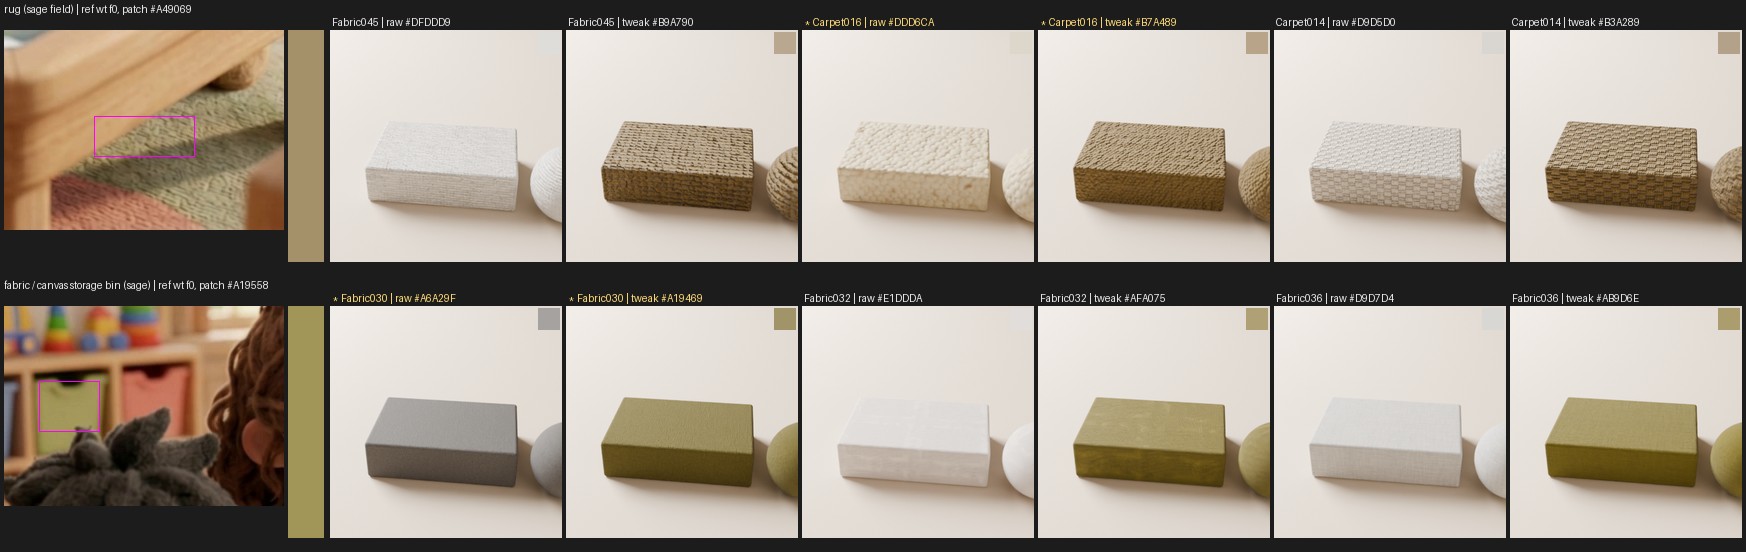 rug (sage field) | ref wt f0, patch #A49069
Fabric045 | raw #DFDDD9
Fabric045 | tweak #B9A790
★ Carpet016 | raw #DDD6CA
★ Carpet016 | tweak #B7A489
Carpet014 | raw #D9D5D0
Carpet014 | tweak #B3A289
fabric / canvas storage bin (sage) | ref wt f0, patch #A19558
★ Fabric030 | raw #A6A29F
★ Fabric030 | tweak #A19469
Fabric032 | raw #E1DDDA
Fabric032 | tweak #AFA075
Fabric036 | raw #D9D7D4
Fabric036 | tweak #AB9D6E